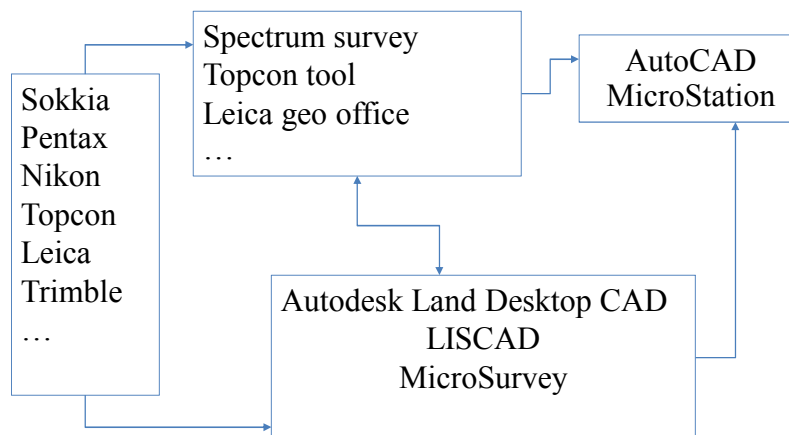 Sokkia
Pentax
Nikon
Topcon
Leica
Trimble
…
Spectrum survey
Topcon tool
Leica geo office
…
AutoCAD
MicroStation
Autodesk Land Desktop CAD
LISCAD
MicroSurvey